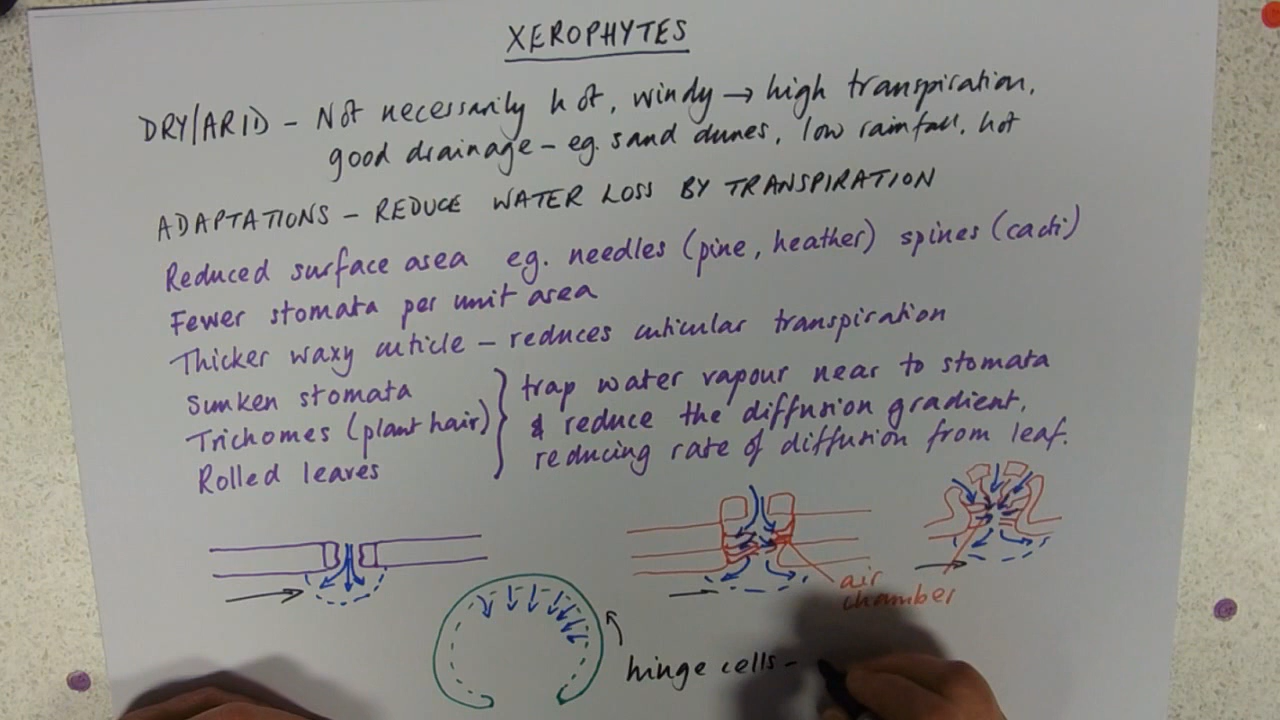 XEROPHYTES
DRY/ARID - Not necessarily hot, windy → high transpiration,
good drainage - eg. sand dunes, low rainfall, hot
ADAPTATIONS - REDUCE WATER LOSS BY TRANSPIRATION
Reduced surface area eg. needles (pine, heather) spines (cacti)
Fewer stomata per unit area
Thicker waxy cuticle - reduces cuticular transpiration
Sunken stomata
Trichomes (plant hair)
Rolled leaves
trap water vapour near to stomata
& reduce the diffusion gradient,
reducing rate of diffusion from leaf.
air
chamber
hinge cells -